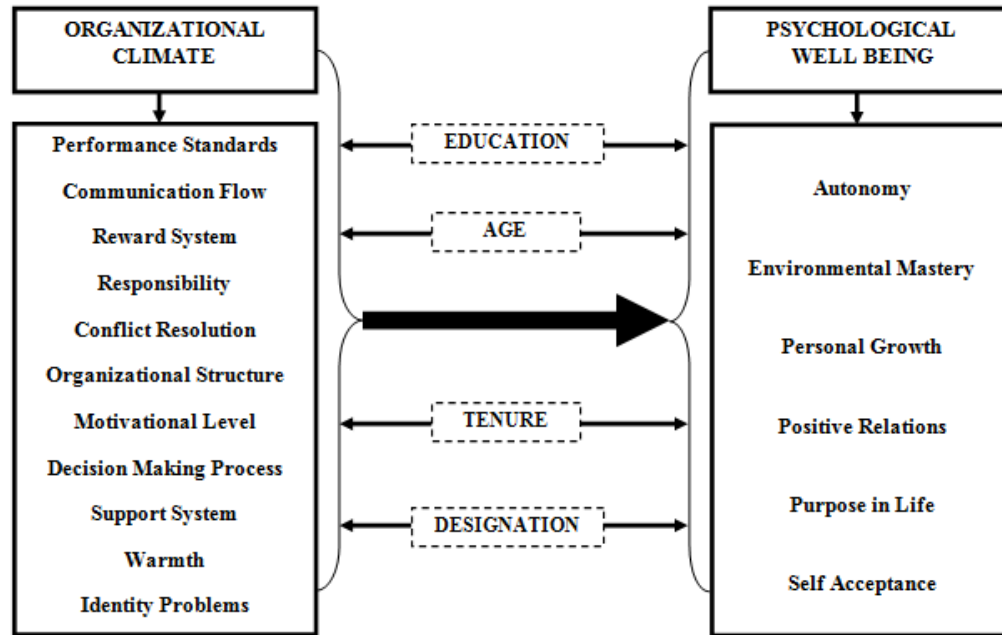 ORGANIZATIONAL
CLIMATE
Performance Standards
Communication Flow
Reward System
Responsibility
Conflict Resolution
Organizational Structure
Motivational Level
Decision Making Process
Support System
Warmth
Identity Problems
EDUCATION
AGE
TENURE
DESIGNATION
PSYCHOLOGICAL
WELL BEING
Autonomy
Environmental Mastery
Personal Growth
Positive Relations
Purpose in Life
Self Acceptance